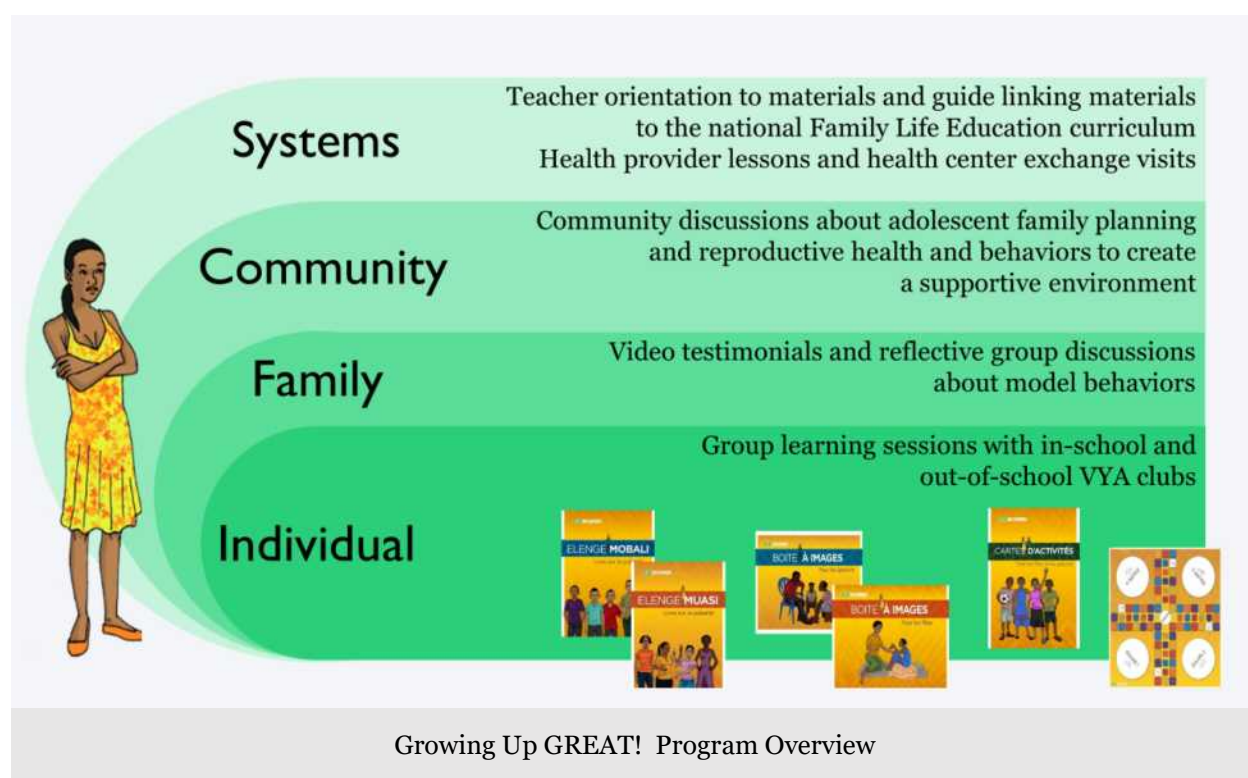 Systems
Teacher orientation to materials and guide linking materials
to the national Family Life Education curriculum
Health provider lessons and health center exchange visits
Community
Community discussions about adolescent family planning
and reproductive health and behaviors to create
a supportive environment
Family
Video testimonials and reflective group discussions
about model behaviors
Individual
Group learning sessions with in-school and
out-of-school VYA clubs
ELENGE MOBALI
ELENGE MUASI
BOITE À IMAGES
BOITE À IMAGES
CARTES D'ACTIVITÉS
Growing Up GREAT! Program Overview